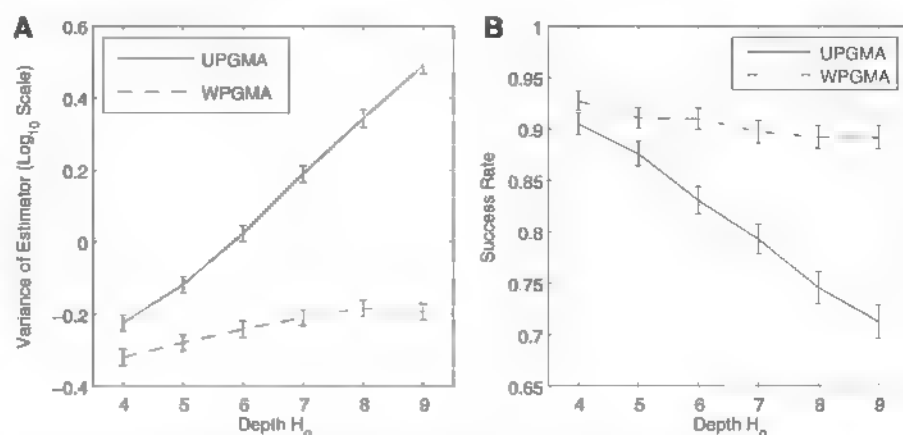 A
Variance of Estimator (Log10 Scale)
0.6
0.4
0.2
0
−0.2
−0.4
UPGMA
WPGMA
4 5 6 7 8 9
Depth H0
B
Success Rate
1
0.95
0.9
0.85
0.8
0.75
0.7
0.65
UPGMA
WPGMA
4 5 6 7 8 9
Depth H0